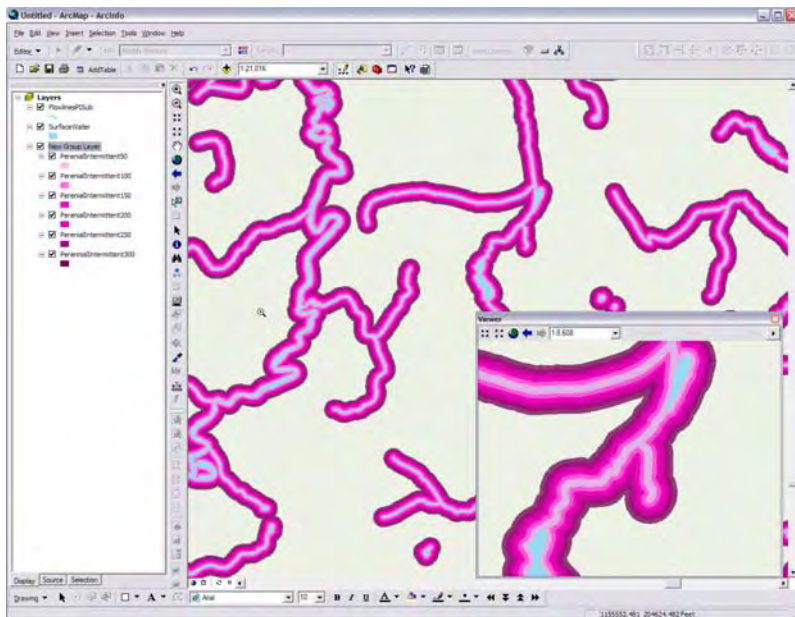 Untitled - ArcMap - ArcInfo
File Edit View Insert Selection Tools Window Help
Editor
AddTable
1:21,016
Layers
FlowlinesPISub
SurfaceWater
New Group Layer
PerenialIntermittent50
PerenialIntermittent100
PerenialIntermittent150
PerenialIntermittent200
PerenialIntermittent250
PerenialIntermittent300
Viewer
1:8,608
Display Source Selection
Drawing
A
Arial
10
B I U A
1155552.481 204624.482 Feet